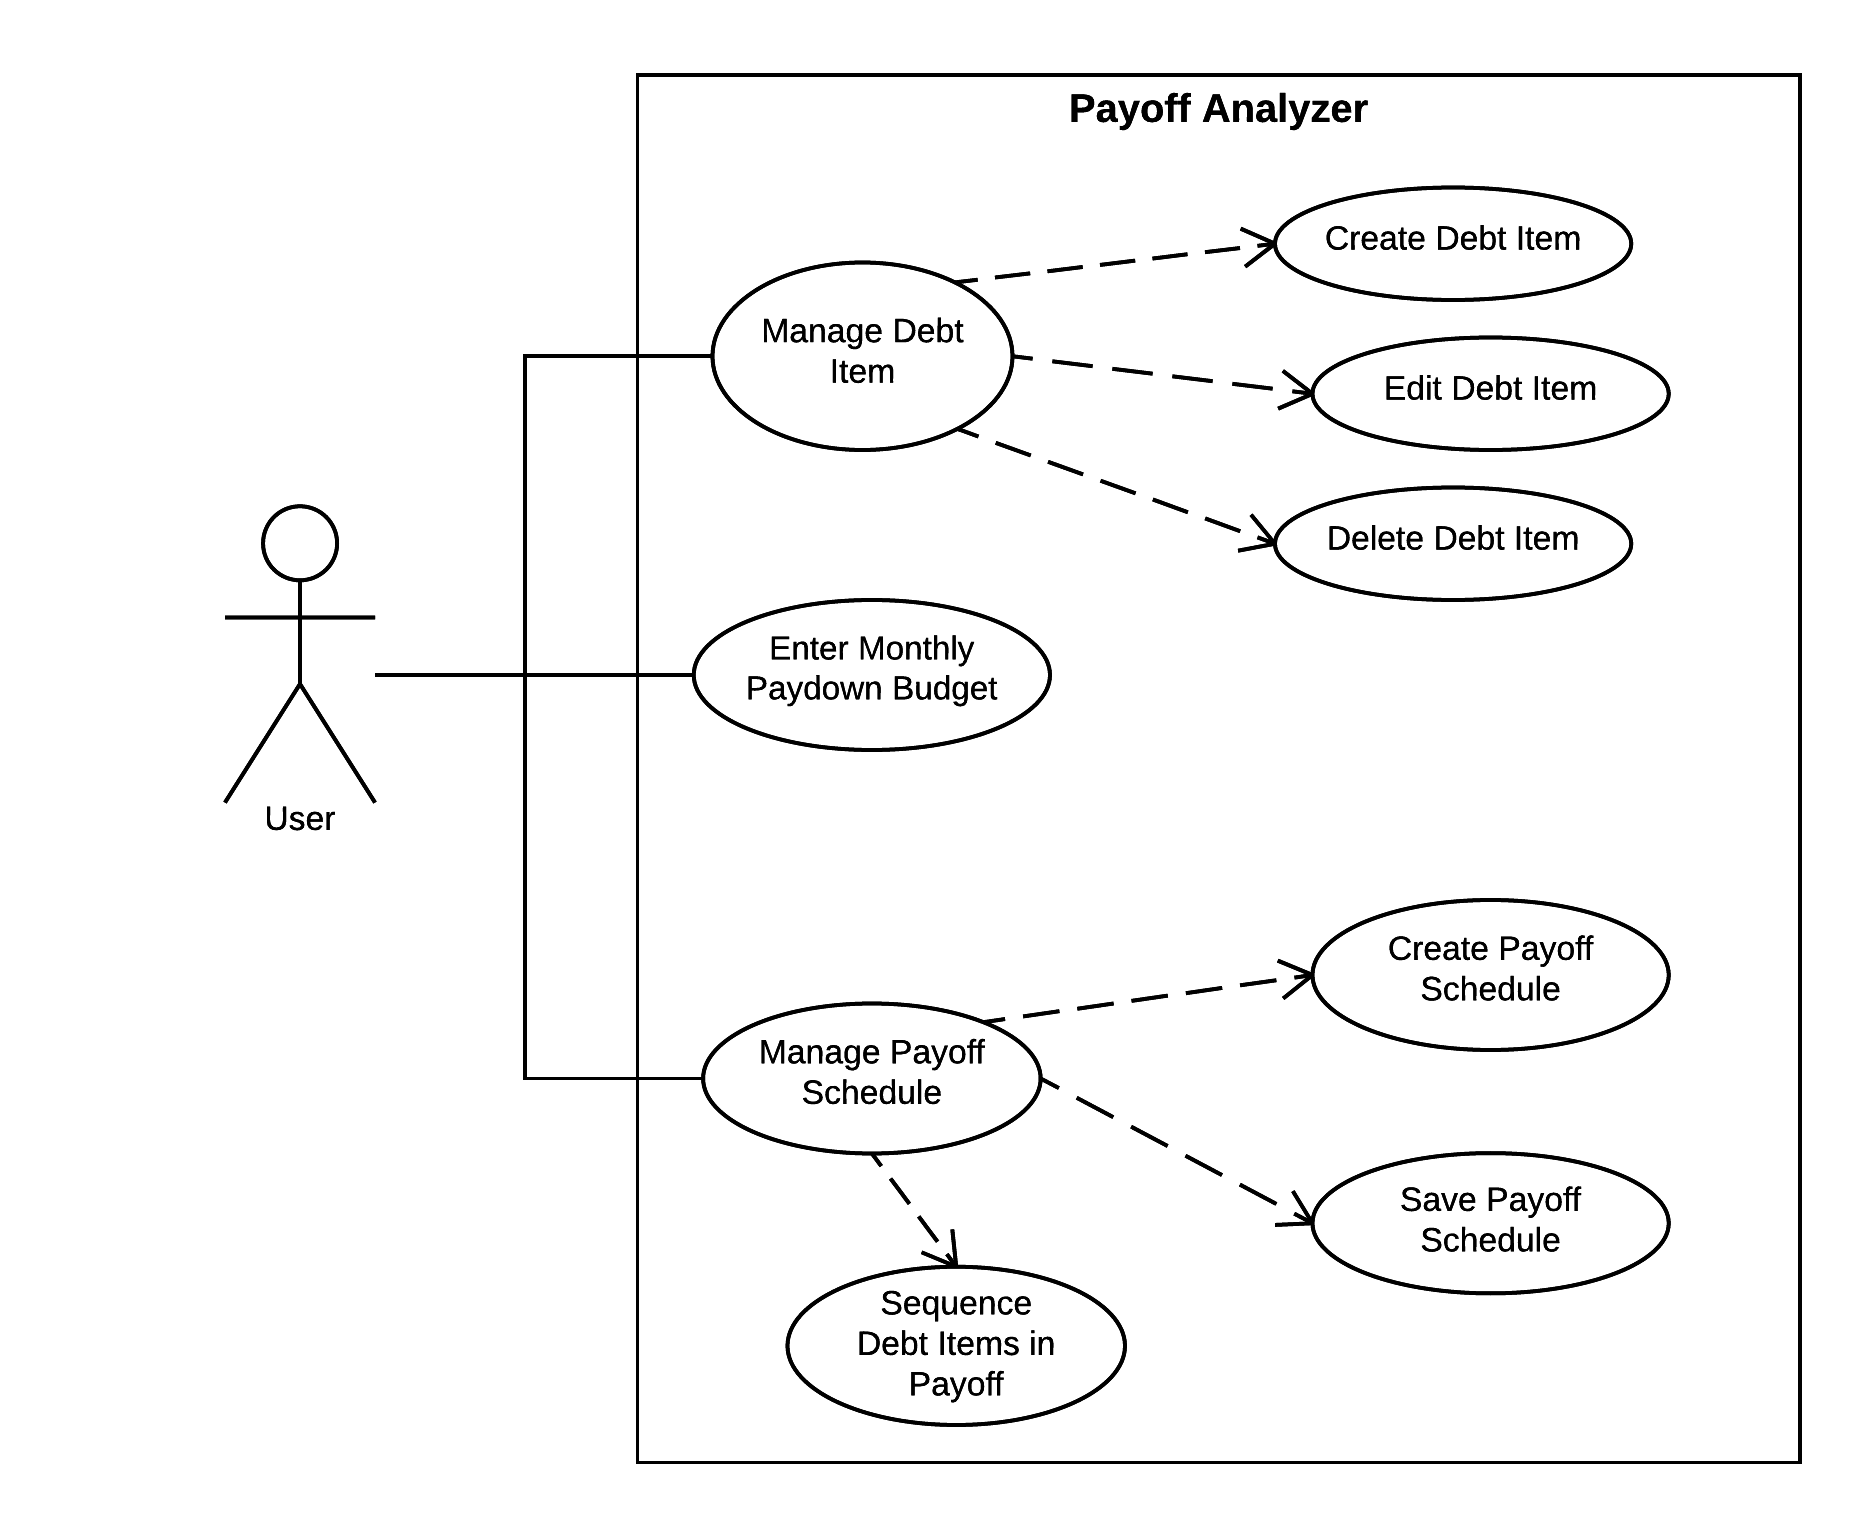 Payoff Analyzer
Create Debt Item
Manage Debt
Item
Edit Debt Item
Delete Debt Item
Enter Monthly
Paydown Budget
User
Create Payoff
Schedule
Manage Payoff
Schedule
Save Payoff
Schedule
Sequence
Debt Items in
Payoff